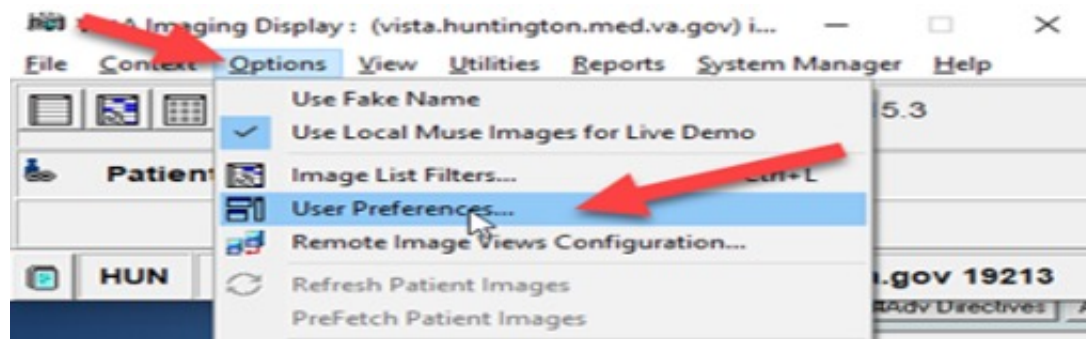 Imaging Display : (vista.huntington.med.va.gov) i...
File Context Options View Utilities Reports System Manager Help
Use Fake Name
5.3
Use Local Muse Images for Live Demo
Patient
Image List Filters...
Ctrl+L
User Preferences...
Remote Image Views Configuration...
HUN
.gov 19213
Refresh Patient Images
Adv Directives
PreFetch Patient Images